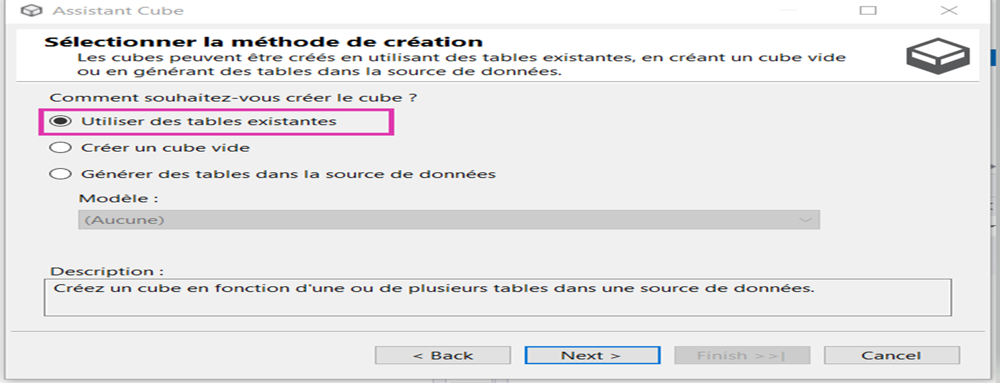 Assistant Cube
Sélectionner la méthode de création
Les cubes peuvent être créés en utilisant des tables existantes, en créant un cube vide
ou en générant des tables dans la source de données.
Comment souhaitez-vous créer le cube ?
Utiliser des tables existantes
Créer un cube vide
Générer des tables dans la source de données
Modèle :
(Aucune)
Description :
Créez un cube en fonction d'une ou de plusieurs tables dans une source de données.
< Back
Next >
Finish >>|
Cancel